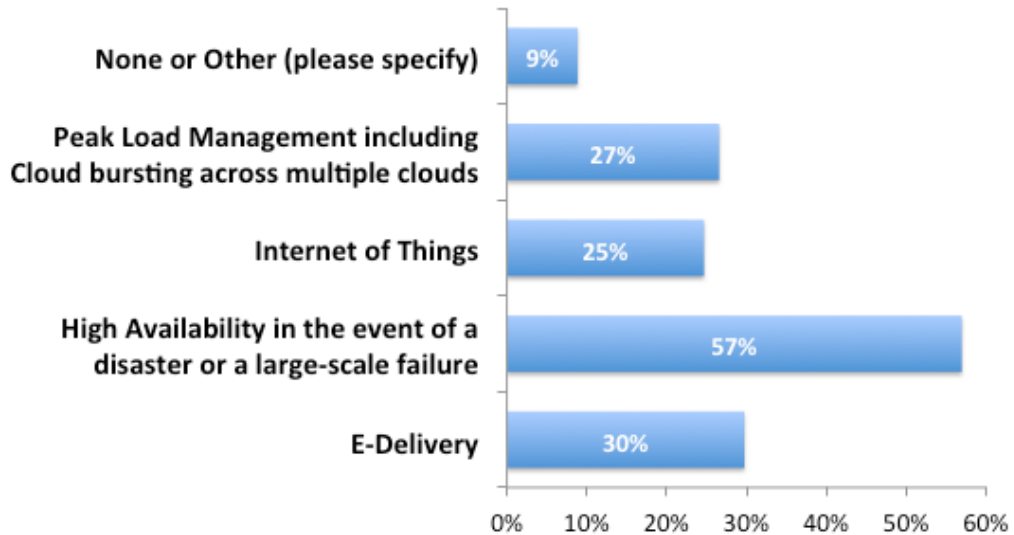 None or Other (please specify)
9%
Peak Load Management including
Cloud bursting across multiple clouds
27%
Internet of Things
25%
High Availability in the event of a
disaster or a large-scale failure
57%
E-Delivery
30%
0% 10% 20% 30% 40% 50% 60%